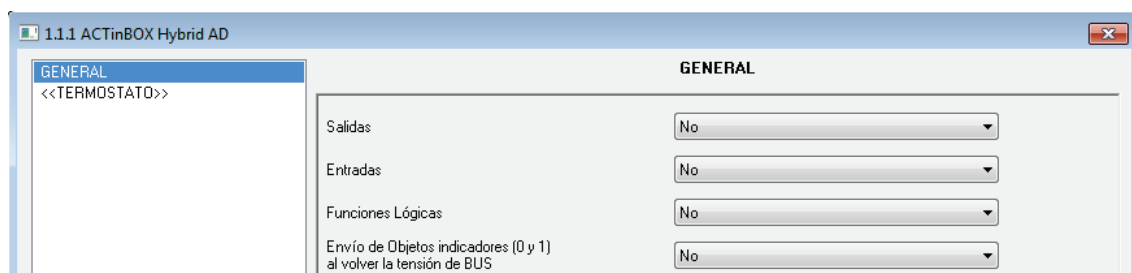 1.1.1 ACTinBOX Hybrid AD
GENERAL
<<TERMOSTATO>>
GENERAL
Salidas No
Entradas No
Funciones Lógicas No
Envío de Objetos indicadores (0 y 1)
al volver la tensión de BUS No